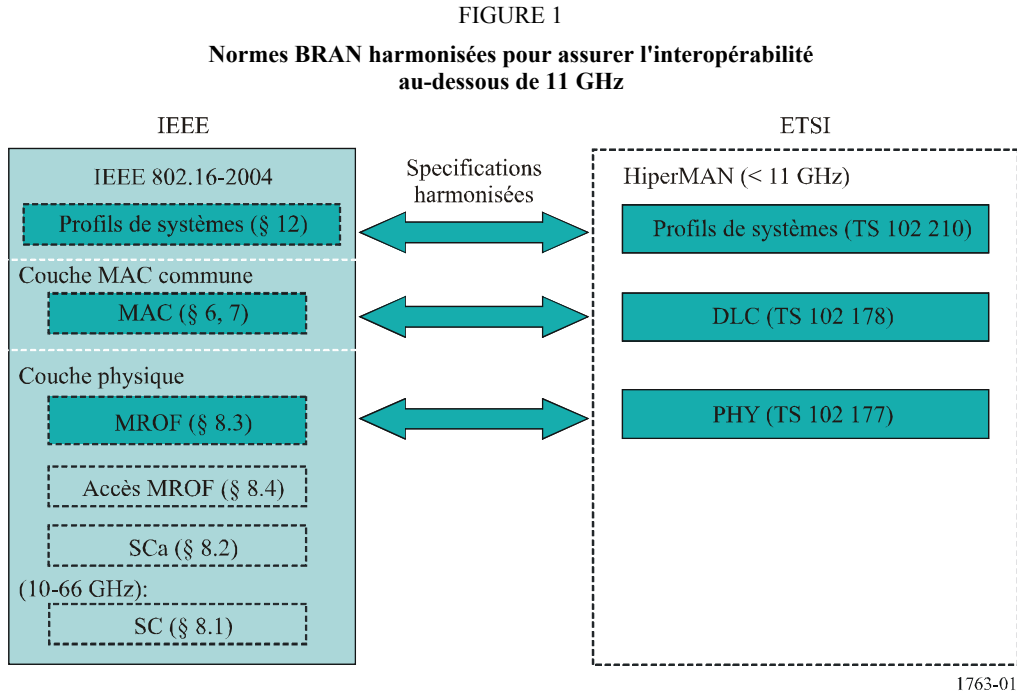 FIGURE 1
Normes BRAN harmonisées pour assurer l'interopérabilité
au-dessous de 11 GHz
IEEE
ETSI
IEEE 802.16-2004
Specifications
harmonisées
HiperMAN (< 11 GHz)
Profils de systèmes (§ 12)
Profils de systèmes (TS 102 210)
Couche MAC commune
MAC (§ 6, 7)
DLC (TS 102 178)
Couche physique
MROF (§ 8.3)
PHY (TS 102 177)
Accès MROF (§ 8.4)
SCa (§ 8.2)
(10-66 GHz):
SC (§ 8.1)
1763-01